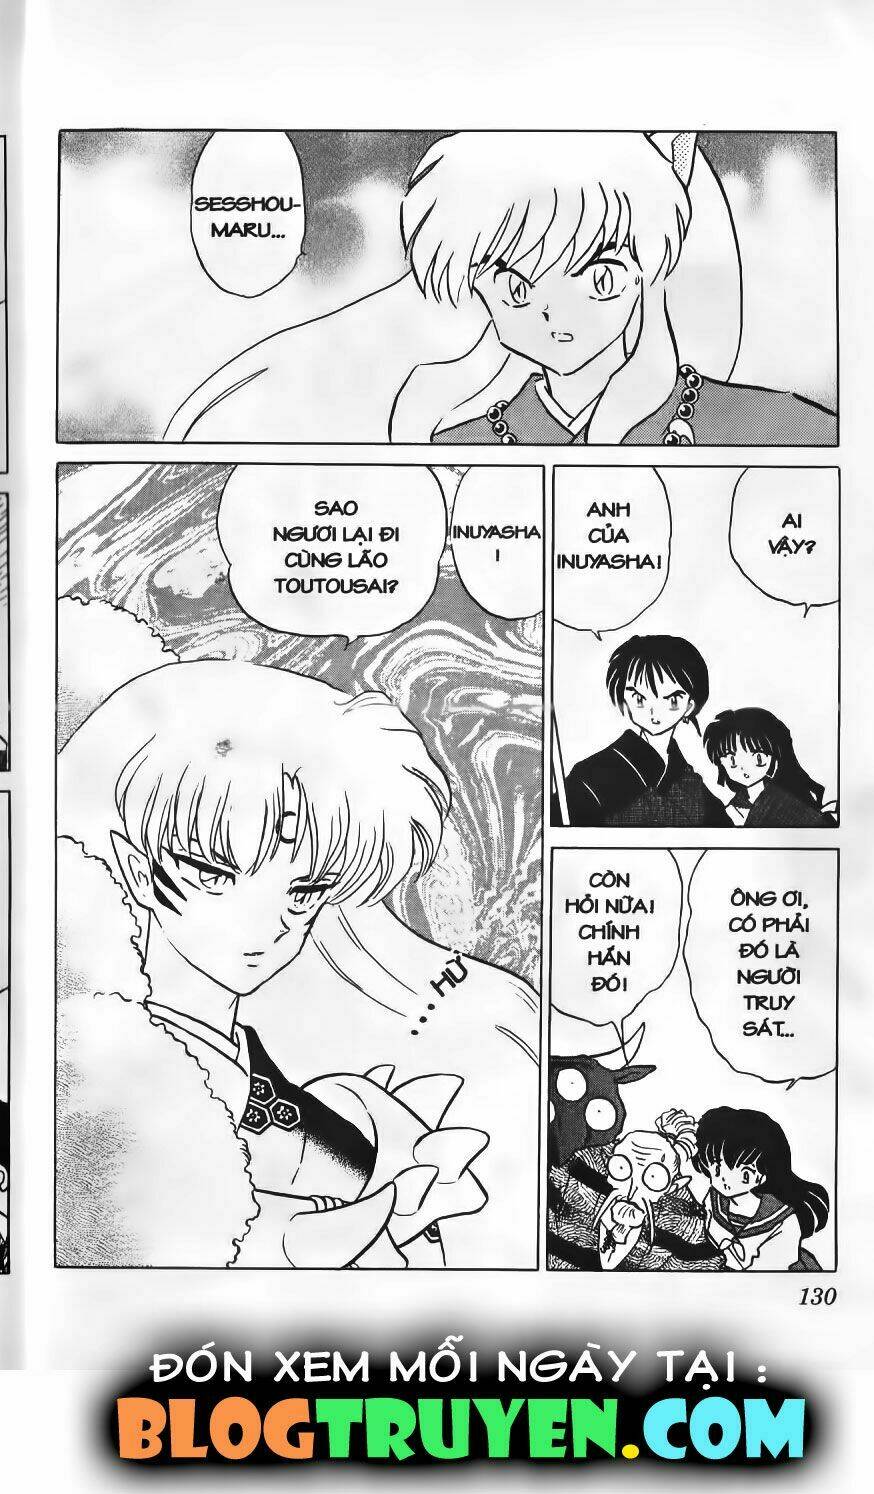 SESSHOU-
MARU...
AI
VẬY?
ANH
CỦA
INUYASHA!
INUYASHA
!
SAO
NGƯƠI LẠI ĐI
CÙNG LÃO
TOUTOUSAI?
... HỪ
ÔNG ƠI,
CÓ PHẢI
ĐÓ LÀ
NGƯỜI
TRUY
SÁT...
CÒN
HỎI NỮA!
CHÍNH
HẮN
ĐÓ!
130
ĐÓN XEM MỖI NGÀY TẠI :
BLOGTRUYEN.COM